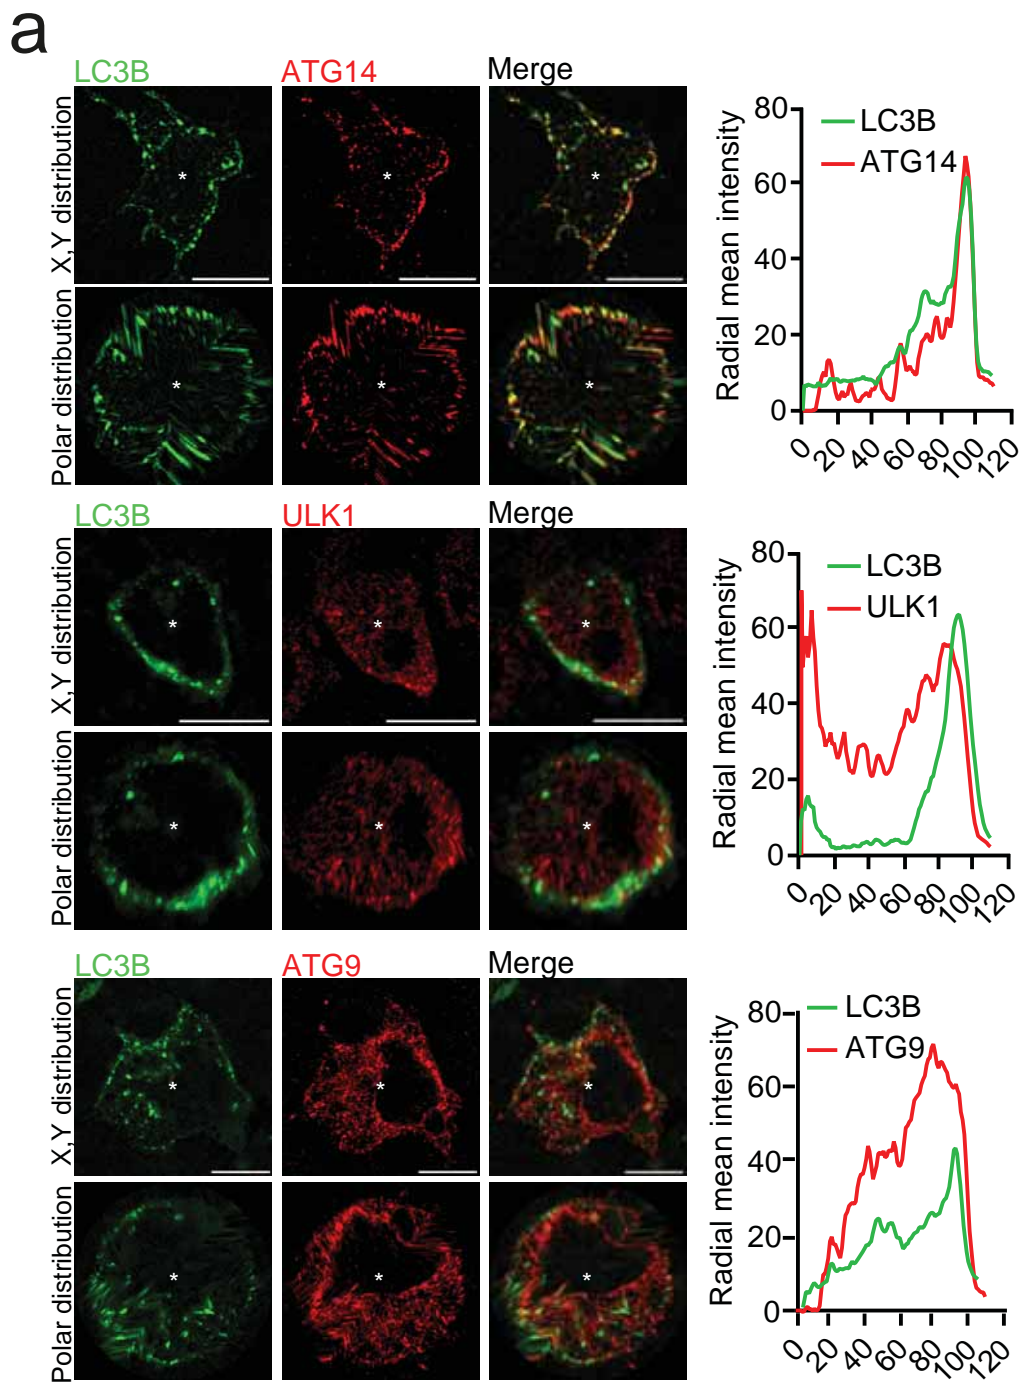 a
LC3B ATG14 Merge
X,Y distribution
* * *
Polar distribution
* * *
Radial mean intensity
80
60
40
20
0
LC3B
ATG14
0 20 40 60 80 100 120
LC3B ULK1 Merge
X,Y distribution
* * *
Polar distribution
* * *
Radial mean intensity
80
60
40
20
0
LC3B
ULK1
0 20 40 60 80 100 120
LC3B ATG9 Merge
X,Y distribution
* * *
Polar distribution
* * *
Radial mean intensity
80
60
40
20
0
LC3B
ATG9
0 20 40 60 80 100 120